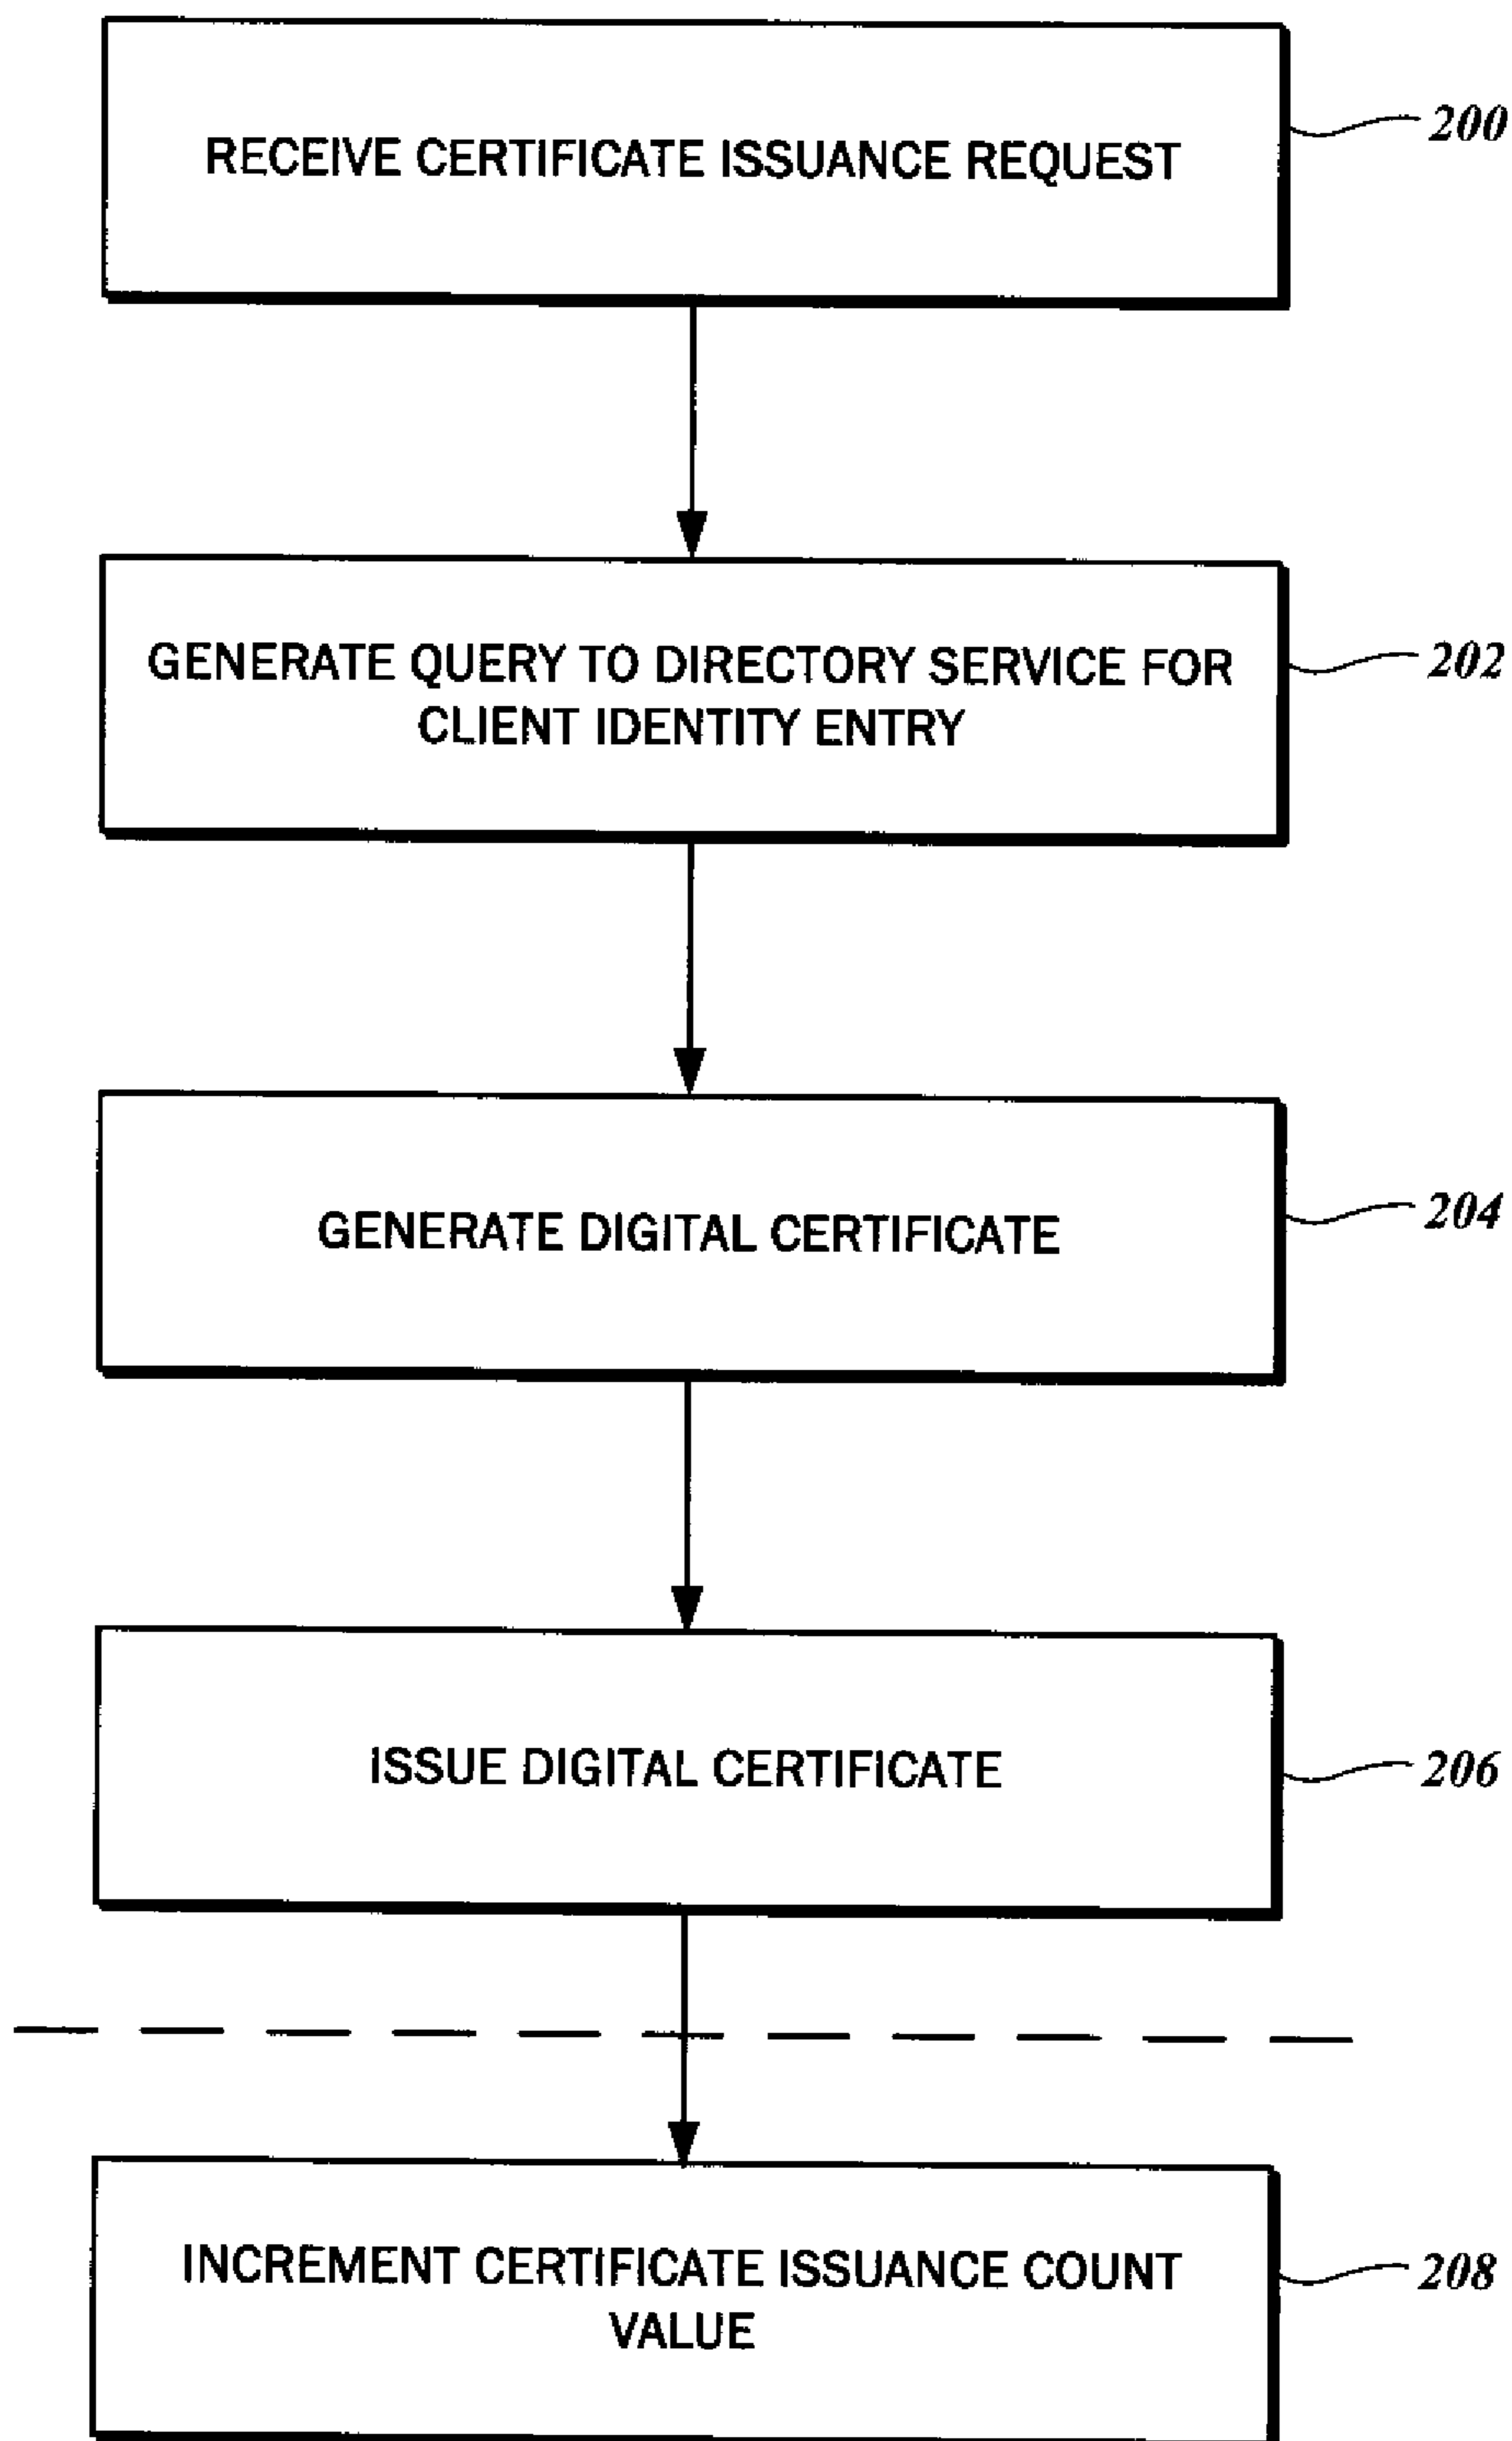 RECEIVE CERTIFICATE ISSUANCE REQUEST
200
GENERATE QUERY TO DIRECTORY SERVICE FOR
CLIENT IDENTITY ENTRY
202
GENERATE DIGITAL CERTIFICATE
204
ISSUE DIGITAL CERTIFICATE
206
INCREMENT CERTIFICATE ISSUANCE COUNT
VALUE
208